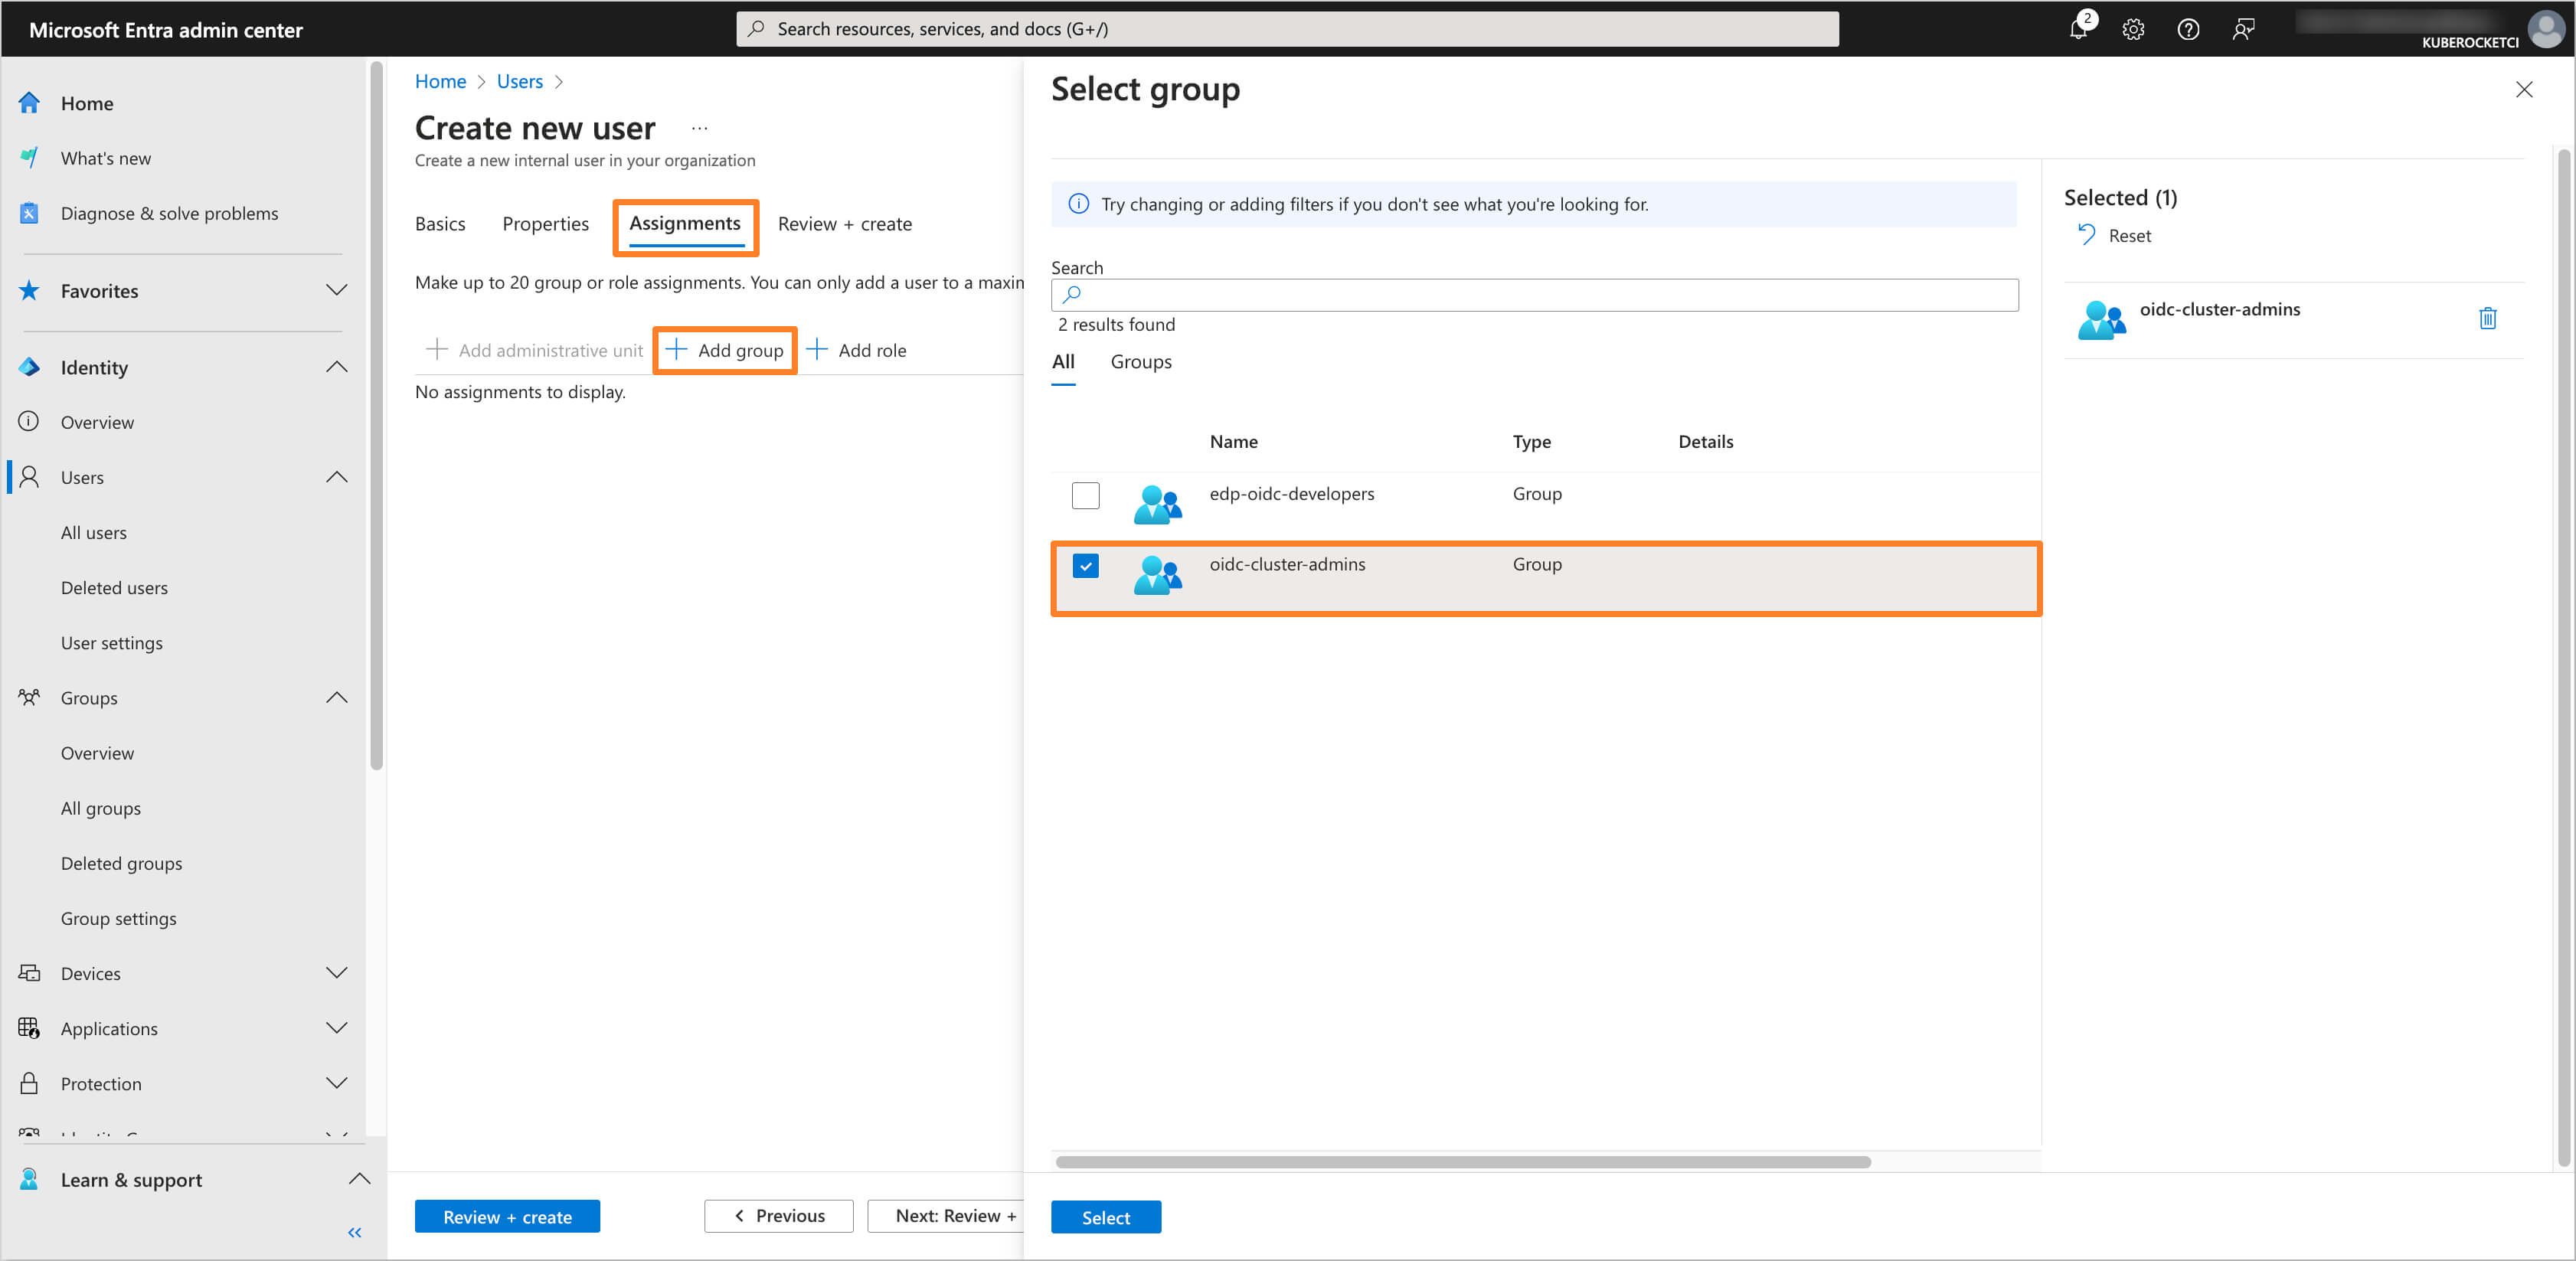 Microsoft Entra admin center
Search resources, services, and docs (G+/)
2
KUBEROCKETCI
Home
What's new
Diagnose & solve problems
Favorites
Identity
Overview
Users
All users
Deleted users
User settings
Groups
Overview
All groups
Deleted groups
Group settings
Devices
Applications
Protection
Learn & support
Home > Users >
Create new user ...
Create a new internal user in your organization
Basics Properties Assignments Review + create
Make up to 20 group or role assignments. You can only add a user to a
Add administrative unit Add group Add role
No assignments to display.
Review + create Previous Next: Review +
Select group
Try changing or adding filters if you don't see what you're looking for.
Search
2 results found
All Groups
Name Type Details
edp-oidc-developers Group
oidc-cluster-admins Group
Select
Selected (1)
Reset
oidc-cluster-admins